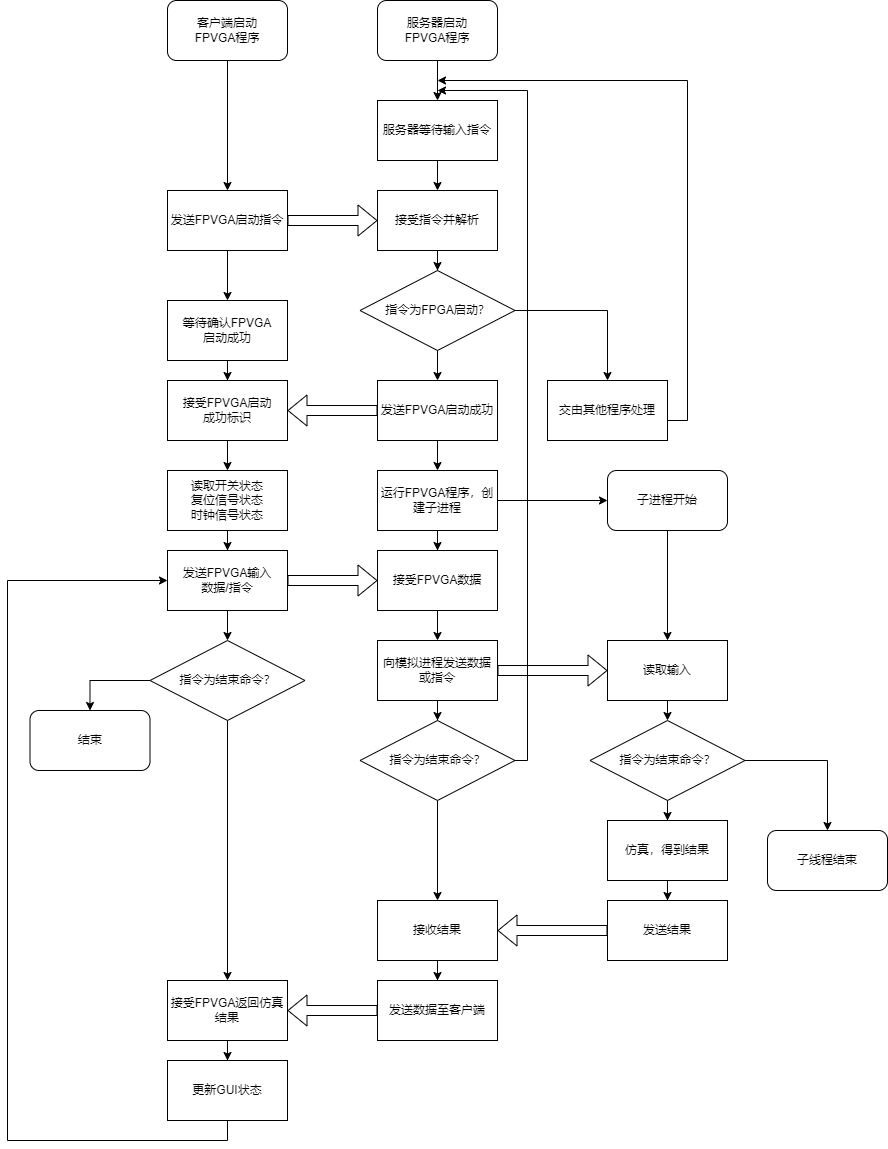 客户端启动
FPVGA程序
服务器启动
FPVGA程序
服务器等待输入指令
发送FPVGA启动指令
接受指令并解析
指令为FPGA启动?
等待确认FPVGA
启动成功
接受FPVGA启动
成功标识
发送FPVGA启动成功
交由其他程序处理
读取开关状态
复位信号状态
时钟信号状态
运行FPVGA程序，创
建子进程
子进程开始
发送FPVGA输入
数据/指令
接受FPVGA数据
指令为结束命令?
向模拟进程发送数据
或指令
读取输入
结束
指令为结束命令?
指令为结束命令?
仿真，得到结果
子线程结束
接收结果
发送结果
接受FPVGA返回仿真
结果
发送数据至客户端
更新GUI状态